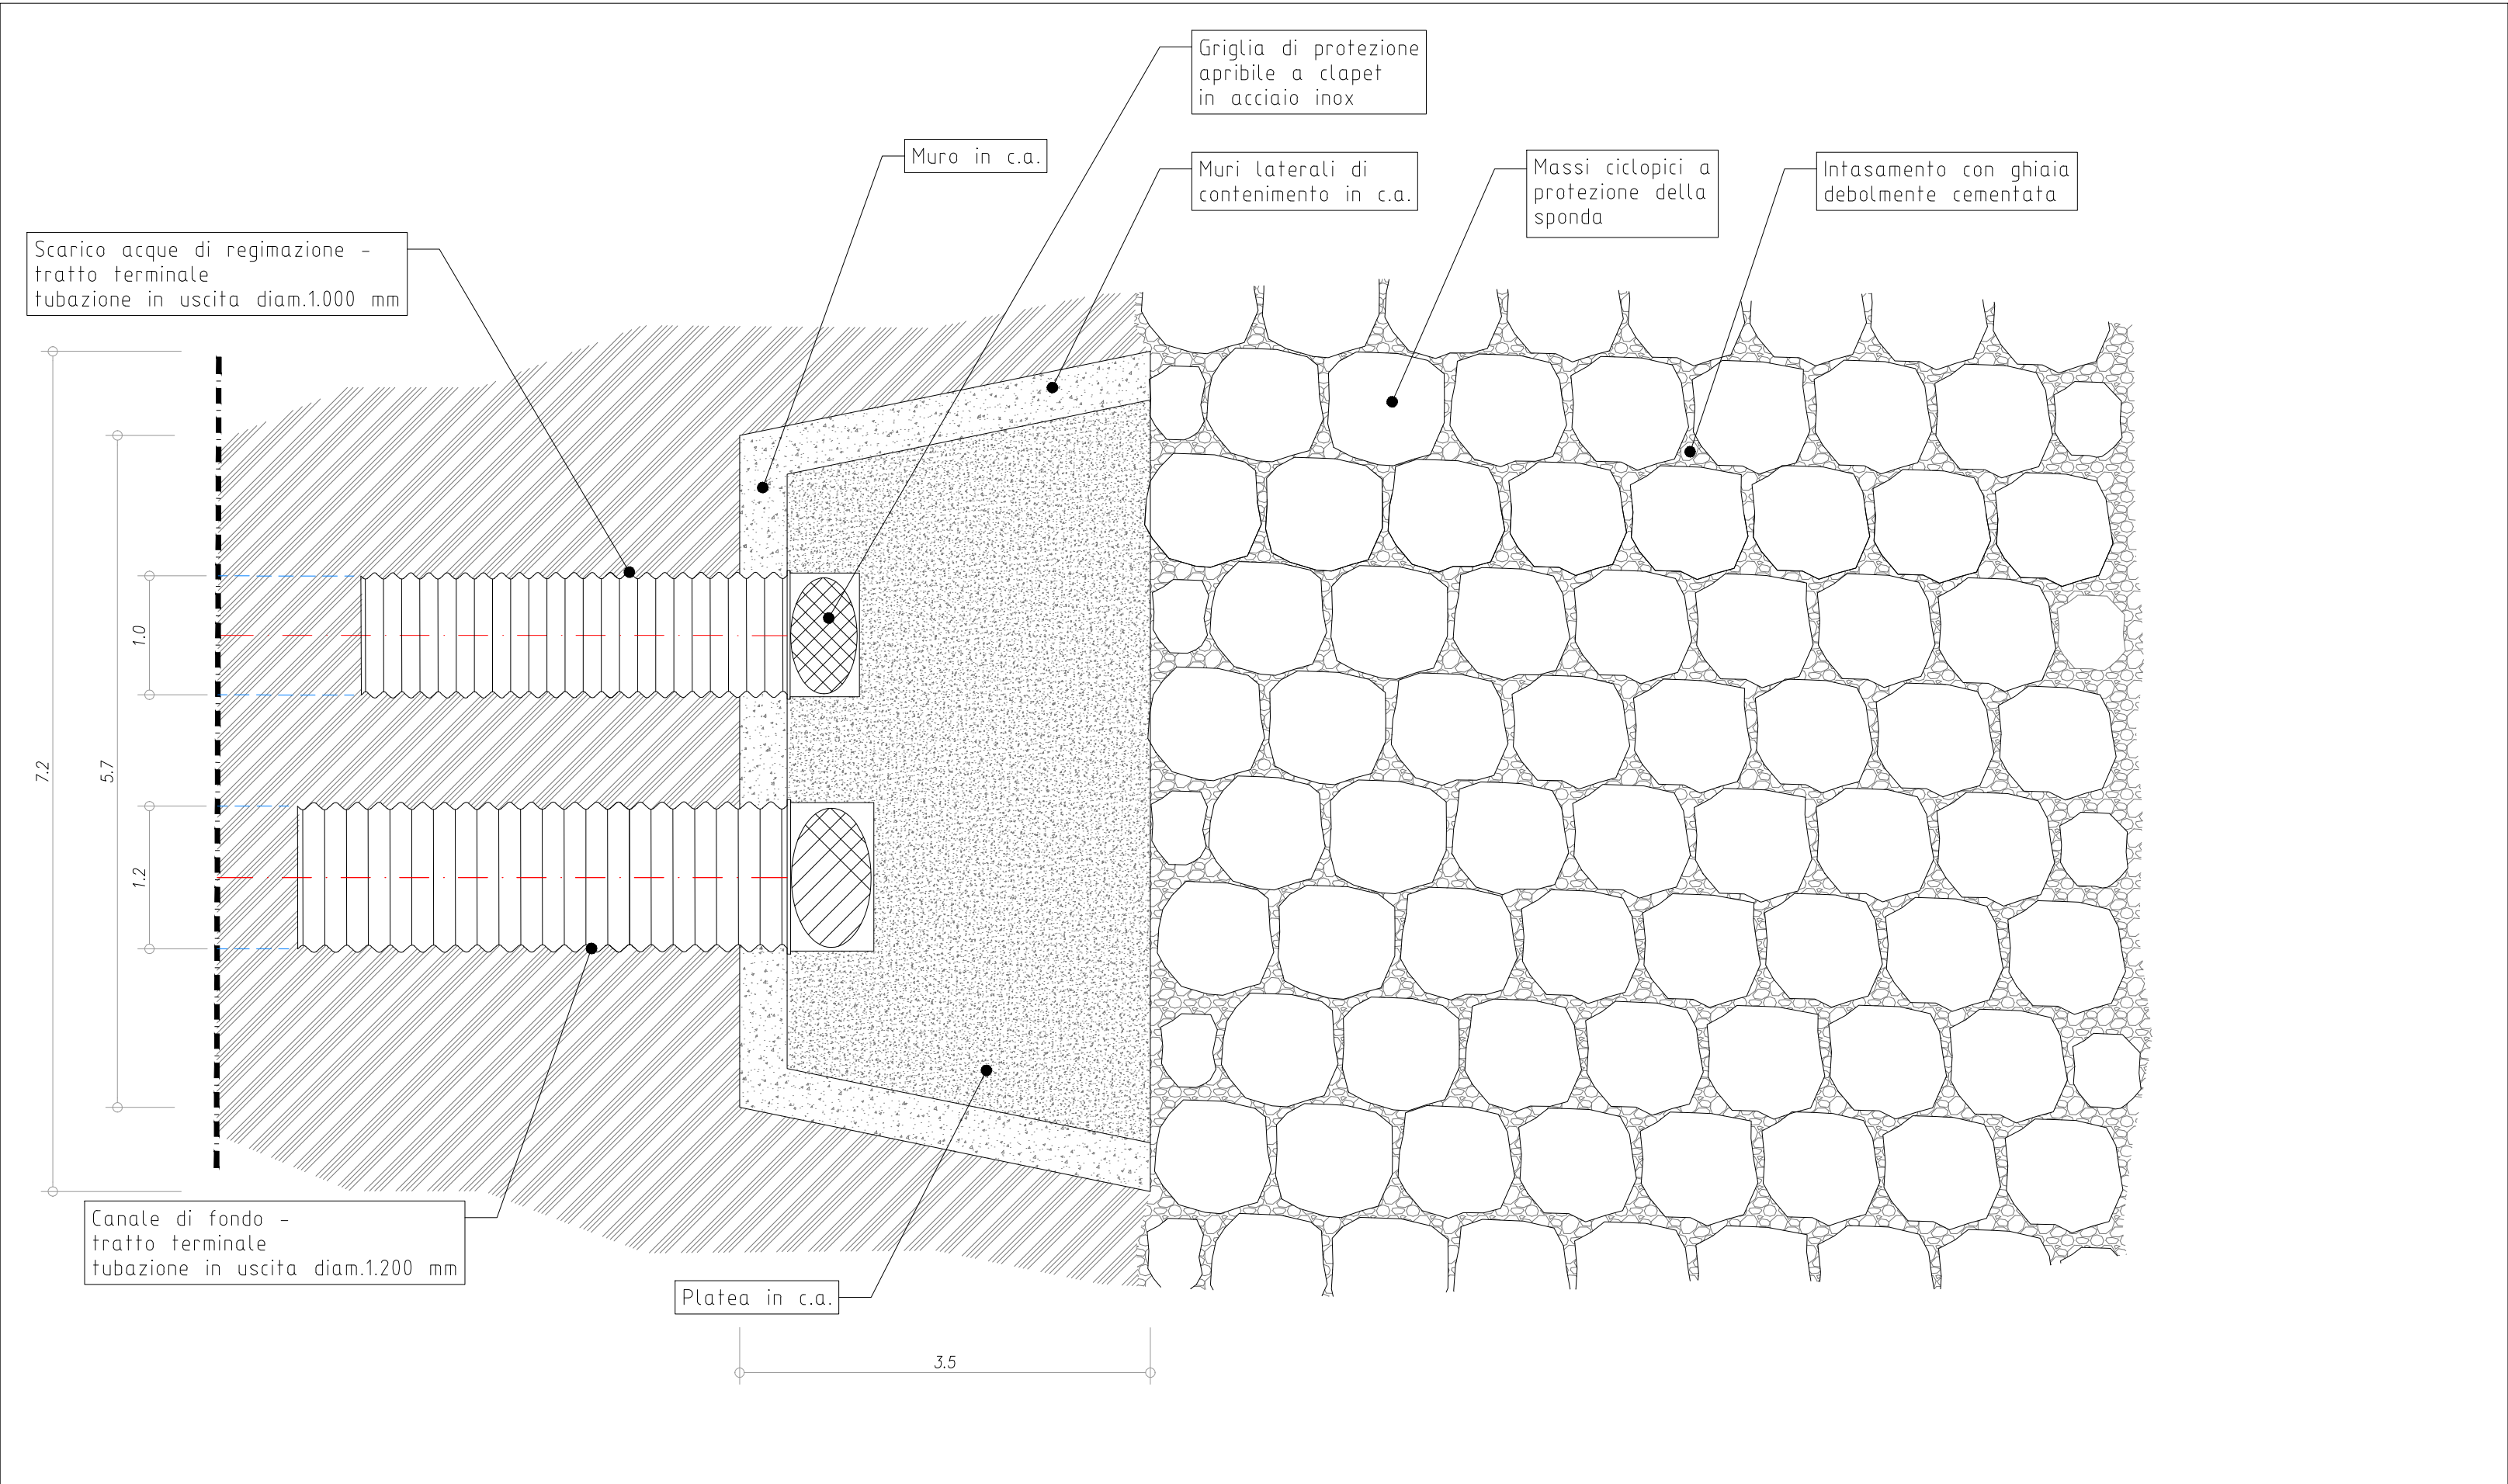 Griglia di protezione
apribile a clapet
in acciaio inox
Muro in c.a.
Muri laterali di
contenimento in c.a.
Massi ciclopici a
protezione della
sponda
Intasamento con ghiaia
debolmente cementata
Scarico acque di regimazione -
tratto terminale
tubazione in uscita diam.1.000 mm
1.0
7.2
5.7
1.2
Canale di fondo -
tratto terminale
tubazione in uscita diam.1.200 mm
Platea in c.a.
3.5